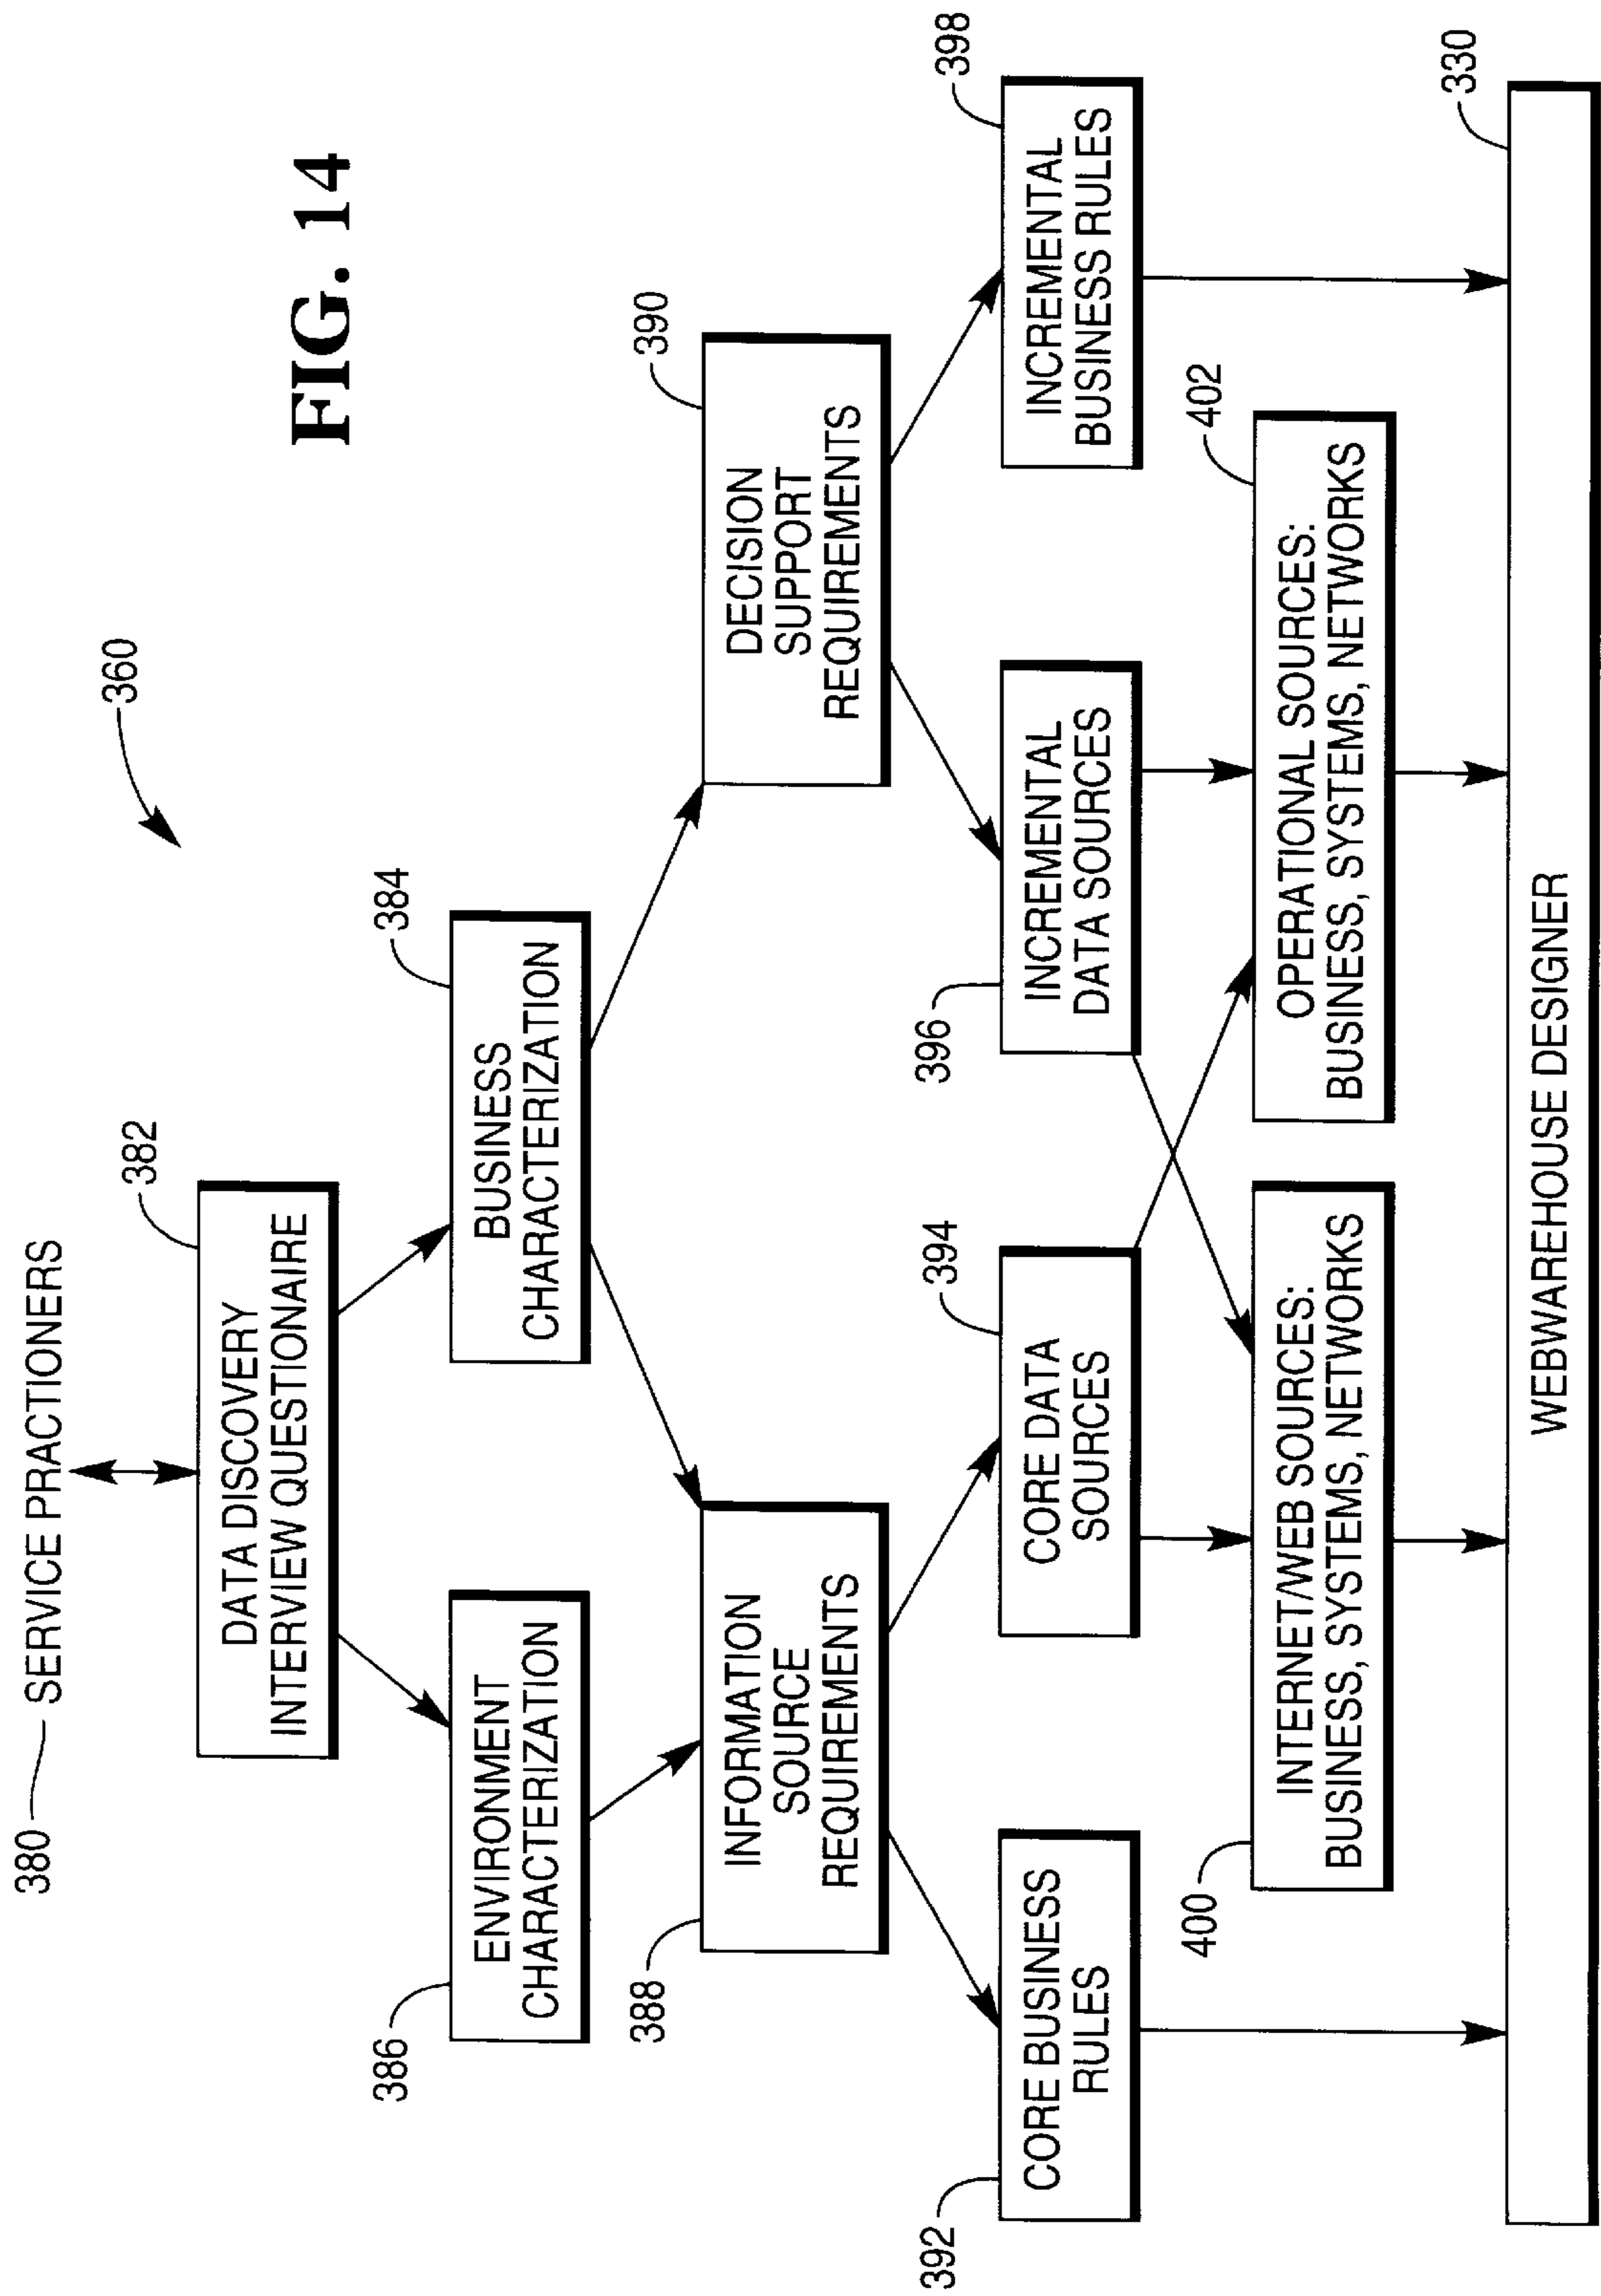 FIG. 14
360
380
SERVICE PRACTIONERS
382
DATA DISCOVERY
INTERVIEW QUESTIONAIRE
386
ENVIRONMENT
CHARACTERIZATION
384
BUSINESS
CHARACTERIZATION
388
INFORMATION
SOURCE
REQUIREMENTS
390
DECISION
SUPPORT
REQUIREMENTS
392
CORE BUSINESS
RULES
394
CORE DATA
SOURCES
396
INCREMENTAL
DATA SOURCES
398
INCREMENTAL
BUSINESS RULES
400
INTERNET/WEB SOURCES:
BUSINESS, SYSTEMS, NETWORKS
402
OPERATIONAL SOURCES:
BUSINESS, SYSTEMS, NETWORKS
330
WEBWAREHOUSE DESIGNER